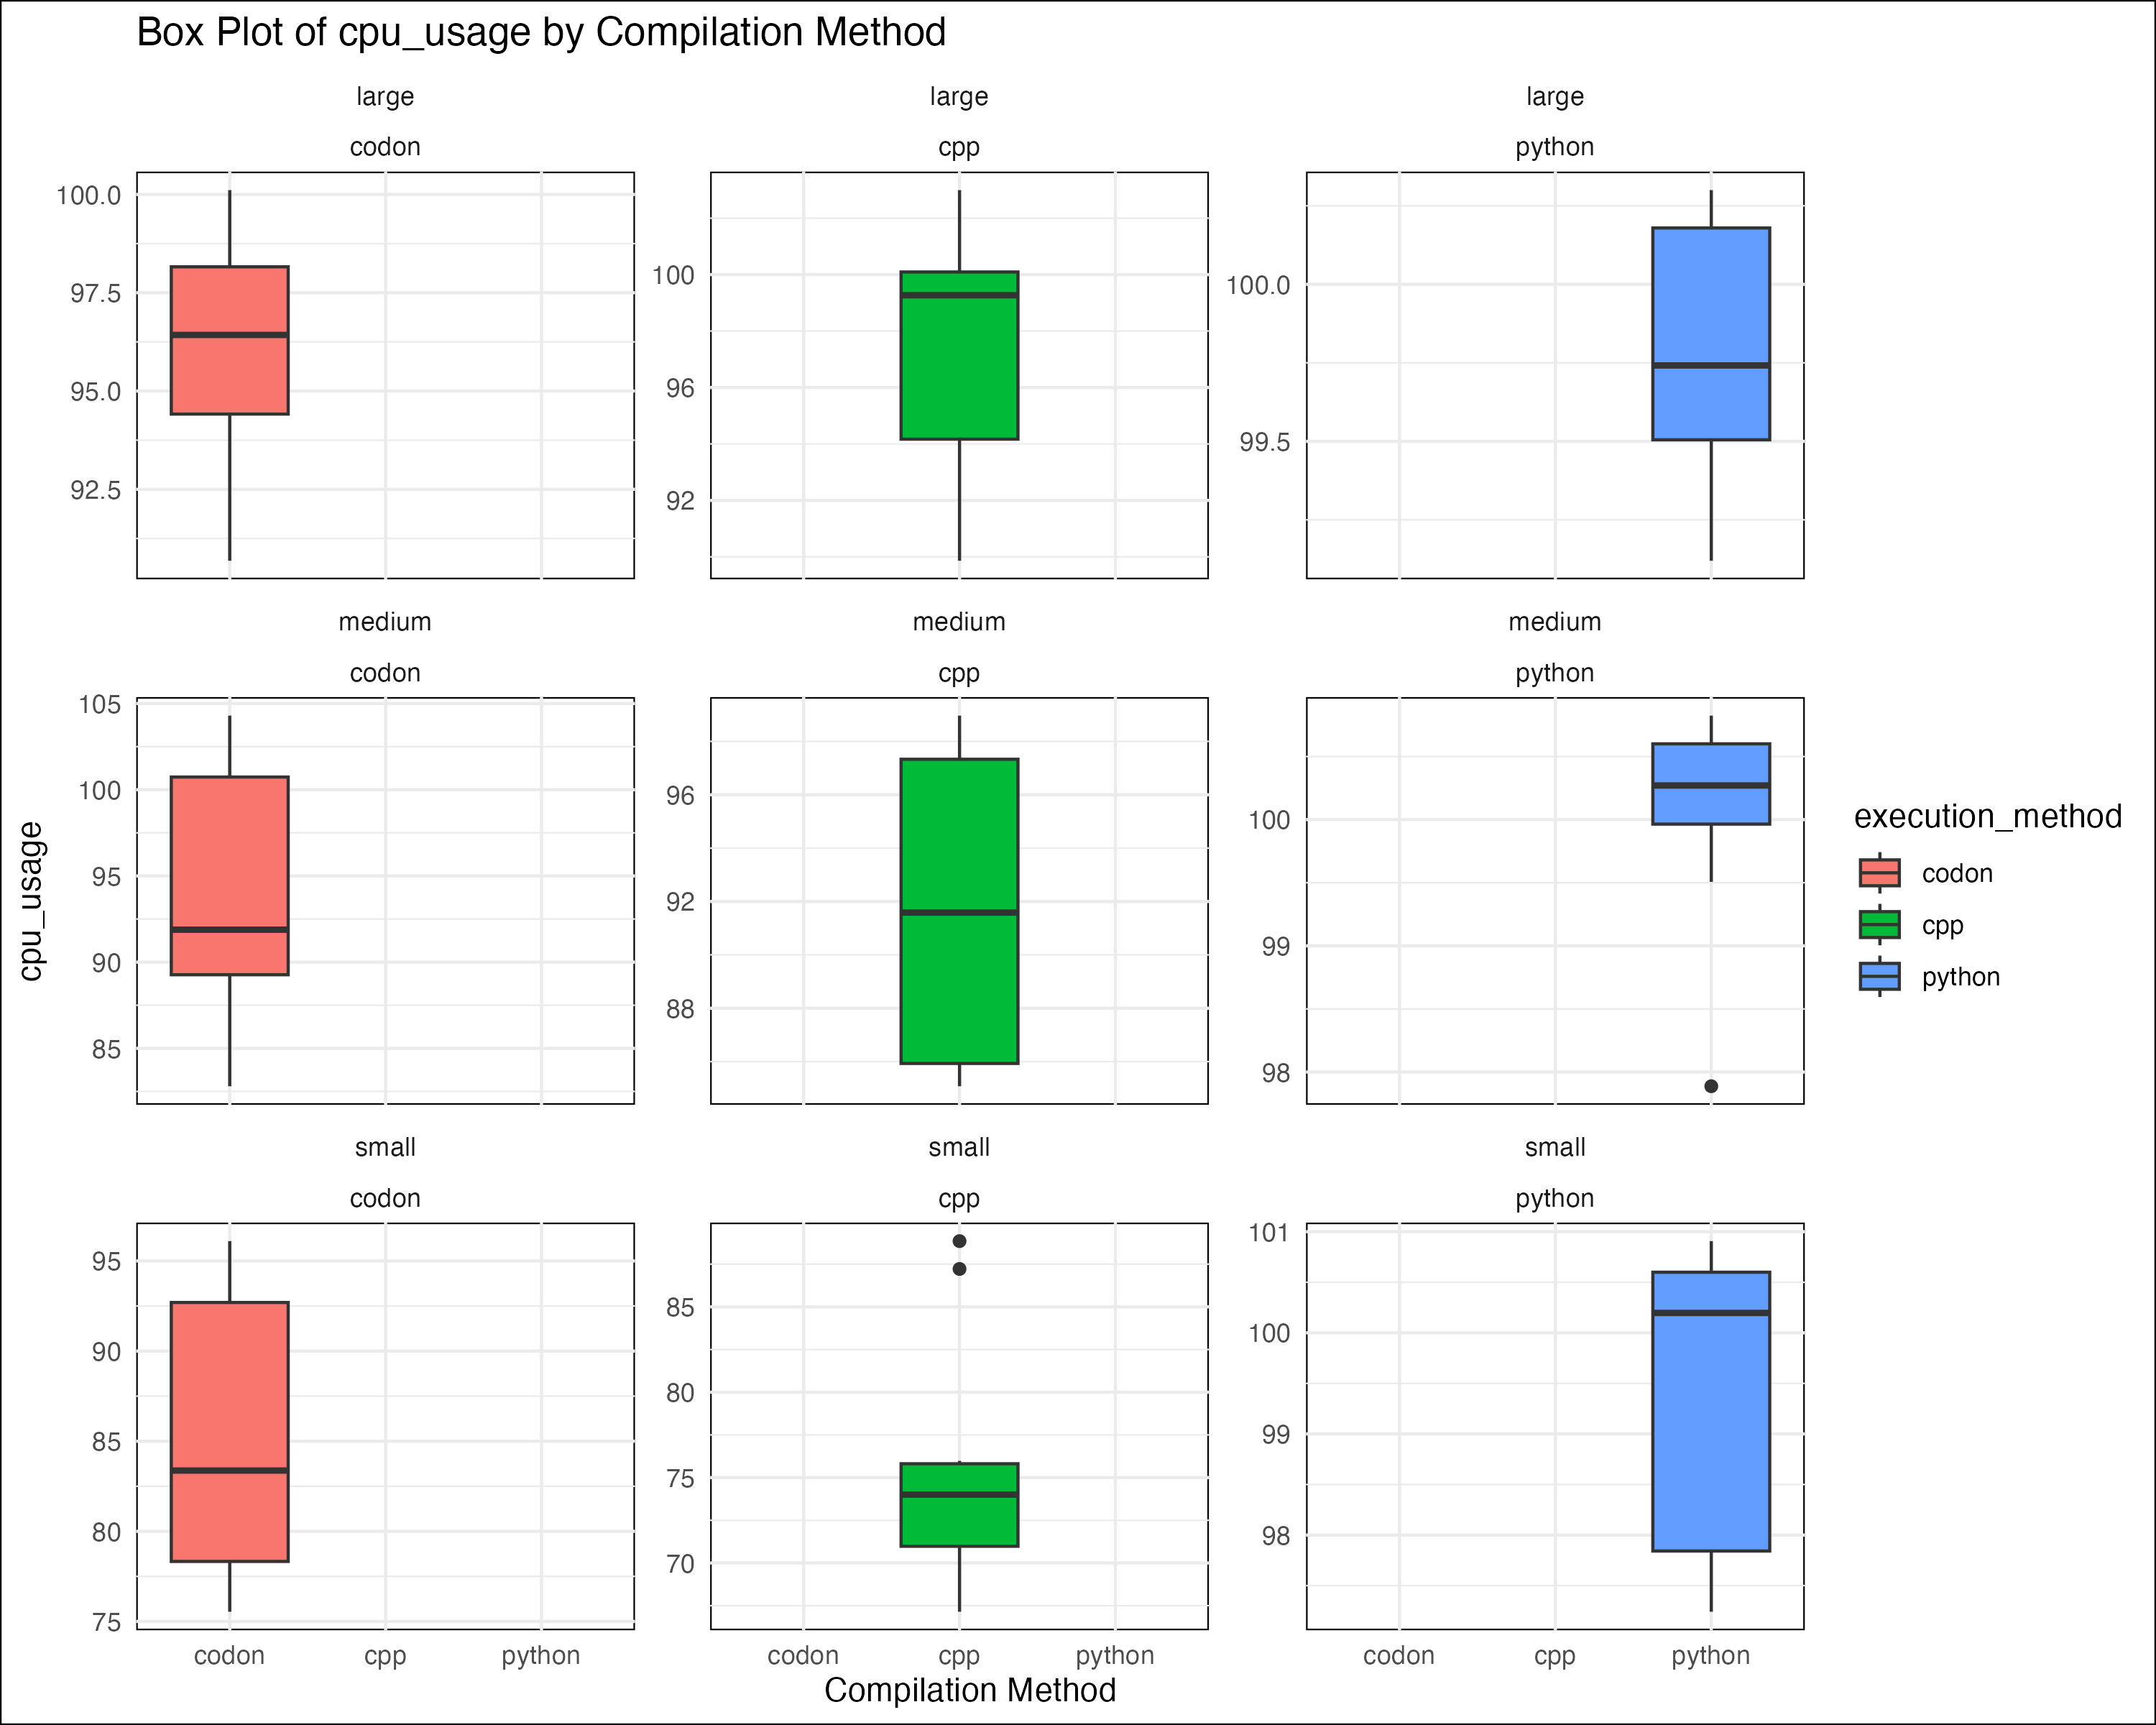 Box Plot of cpu_usage by Compilation Method
large large large
codon cpp python
100.0
97.5
95.0
92.5
100
96
92
100.0
99.5
medium medium medium
codon cpp python
105
100
95
90
85
96
92
88
100
99
98
small small small
codon cpp python
95
90
85
80
75
85
80
75
70
101
100
99
98
codon cpp python codon cpp python codon cpp python
Compilation Method
cpu_usage
execution_method
codon
cpp
python